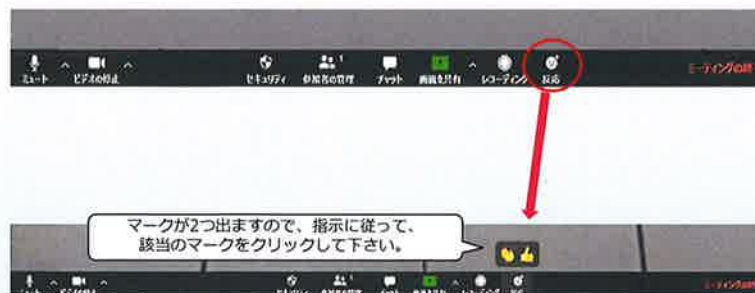 ミュート ビデオの停止 セキュリティ 参加者の管理 1 チャット 画面を共有 レコーディング 反応 ミーティングの終
マークが2つ出ますので、指示に従って、
該当のマークをクリックして下さい。